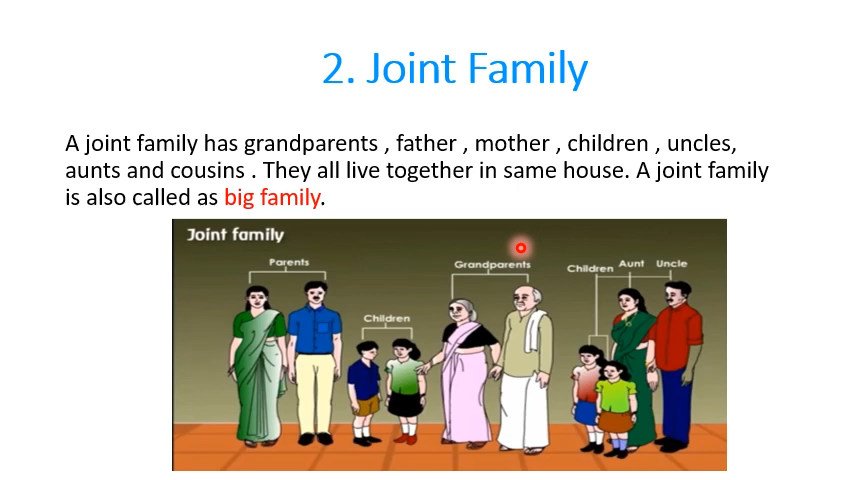 2. Joint Family
A joint family has grandparents , father , mother , children , uncles,
aunts and cousins . They all live together in same house. A joint family
is also called as big family.
Joint family
Parents
Grandparents
Children
Aunt
Uncle
Children